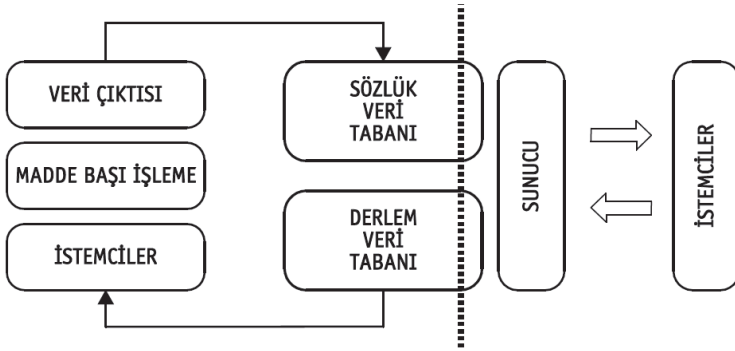 VERİ ÇIKTISI
MADDE BAŞI İŞLEME
İSTEMCİLER
SÖZLÜK
VERİ
TABANI
DERLEM
VERİ
TABANI
SUNUCU
İSTEMCİLER